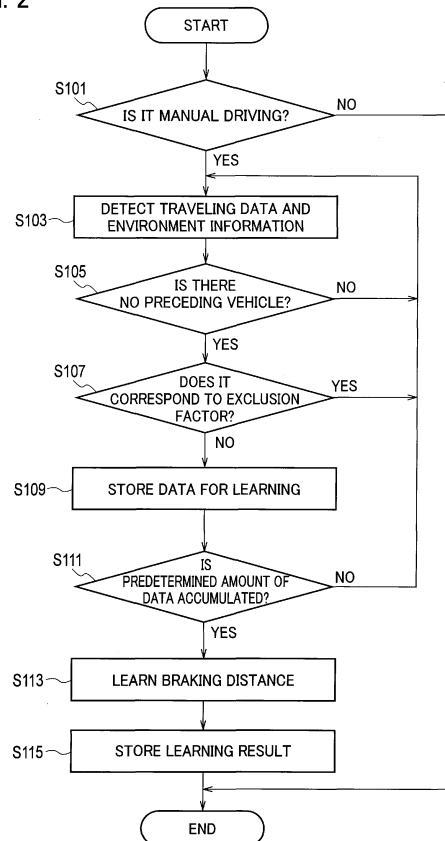 2
START
S101
IS IT MANUAL DRIVING?
NO
YES
S103
DETECT TRAVELING DATA AND
ENVIRONMENT INFORMATION
S105
IS THERE
NO PRECEDING VEHICLE?
NO
YES
S107
DOES IT
CORRESPOND TO EXCLUSION
FACTOR?
YES
NO
S109
STORE DATA FOR LEARNING
S111
IS
PREDETERMINED AMOUNT OF
DATA ACCUMULATED?
NO
YES
S113
LEARN BRAKING DISTANCE
S115
STORE LEARNING RESULT
END